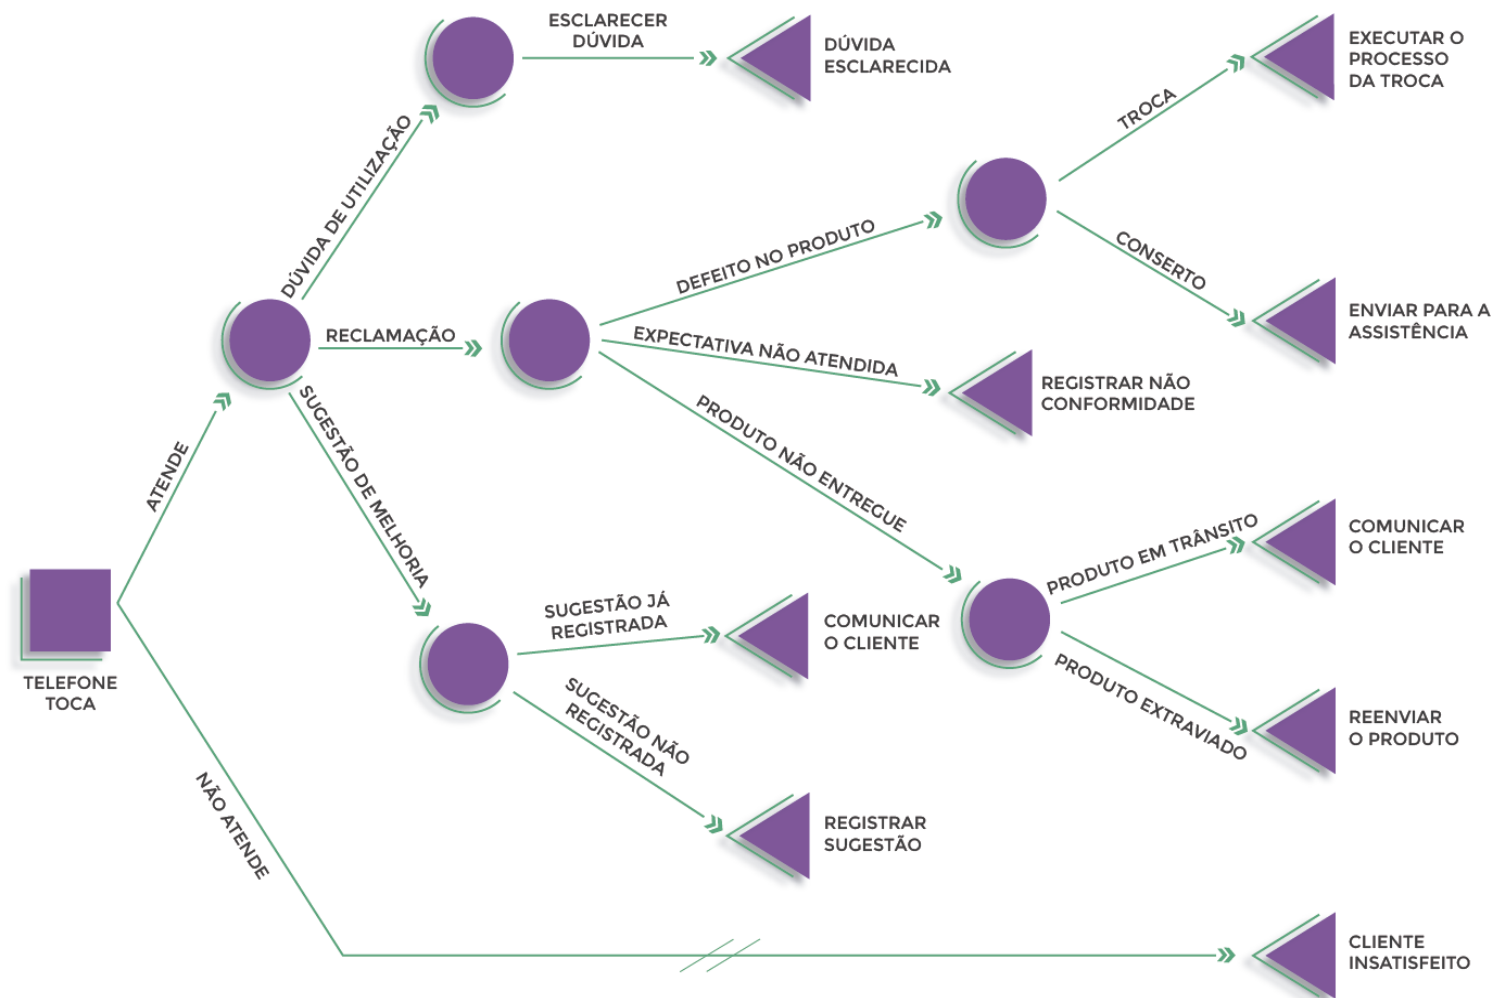 ESCLARECER
DÚVIDA
DÚVIDA
ESCLARECIDA
EXECUTAR O
PROCESSO
DA TROCA
TROCA
DÚVIDA DE UTILIZAÇÃO
DEFEITO NO PRODUTO
CONSERTO
ENVIAR PARA A
ASSISTÊNCIA
RECLAMAÇÃO
EXPECTATIVA NÃO ATENDIDA
REGISTRAR NÃO
CONFORMIDADE
ATENDE
SUGESTÃO DE MELHORIA
PRODUTO NÃO ENTREGUE
PRODUTO EM TRÂNSITO
COMUNICAR
O CLIENTE
SUGESTÃO JÁ
REGISTRADA
COMUNICAR
O CLIENTE
TELEFONE
TOCA
SUGESTÃO NÃO
REGISTRADA
PRODUTO EXTRAVIADO
REENVIAR
O PRODUTO
NÃO ATENDE
REGISTRAR
SUGESTÃO
CLIENTE
INSATISFEITO